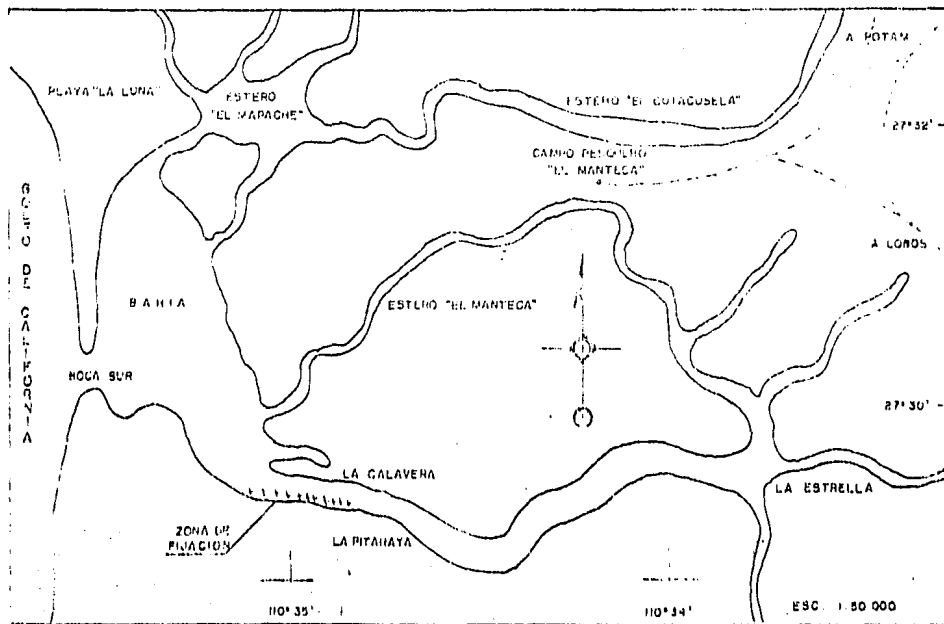 A POTAM
PLAYA "LA LUNA"
ESTERO
"EL MAPACHE"
ESTERO "EL COTAGUSELA"
27°32'
CAMPO PESQUERO
"EL MANTECA"
GOLFO DE CALIFORNIA
A LOBOS
BAHIA
ESTERO "EL MANTECA"
BOCA SUR
27°30'
LA CALAVERA
LA ESTRELLA
ZONA DE
FIJACION
LA PITAHAYA
110°35'
110°34'
ESC. 1:50 000